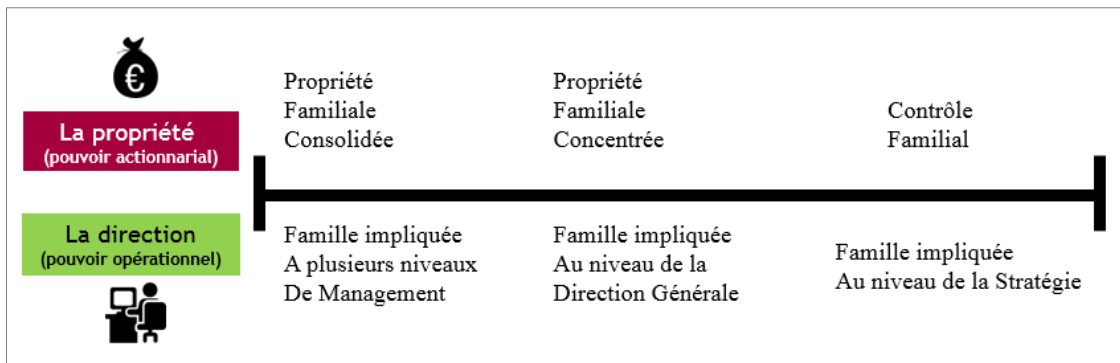 €
La propriété
(pouvoir actionnarial)
Propriété
Familiale
Consolidée
Propriété
Familiale
Concentrée
Contrôle
Familial
La direction
(pouvoir opérationnel)
Famille impliquée
A plusieurs niveaux
De Management
Famille impliquée
Au niveau de la
Direction Générale
Famille impliquée
Au niveau de la Stratégie